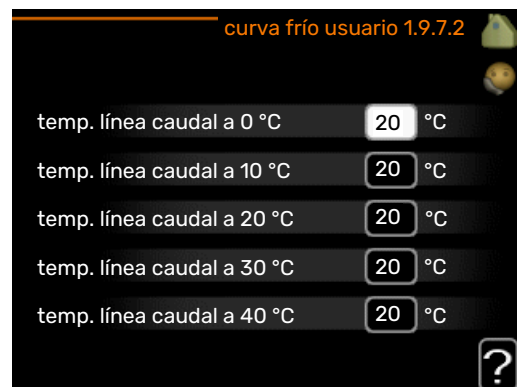 curva frío usuario 1.9.7.2
temp. línea caudal a 0 °C 20 °C
temp. línea caudal a 10 °C 20 °C
temp. línea caudal a 20 °C 20 °C
temp. línea caudal a 30 °C 20 °C
temp. línea caudal a 40 °C 20 °C
?